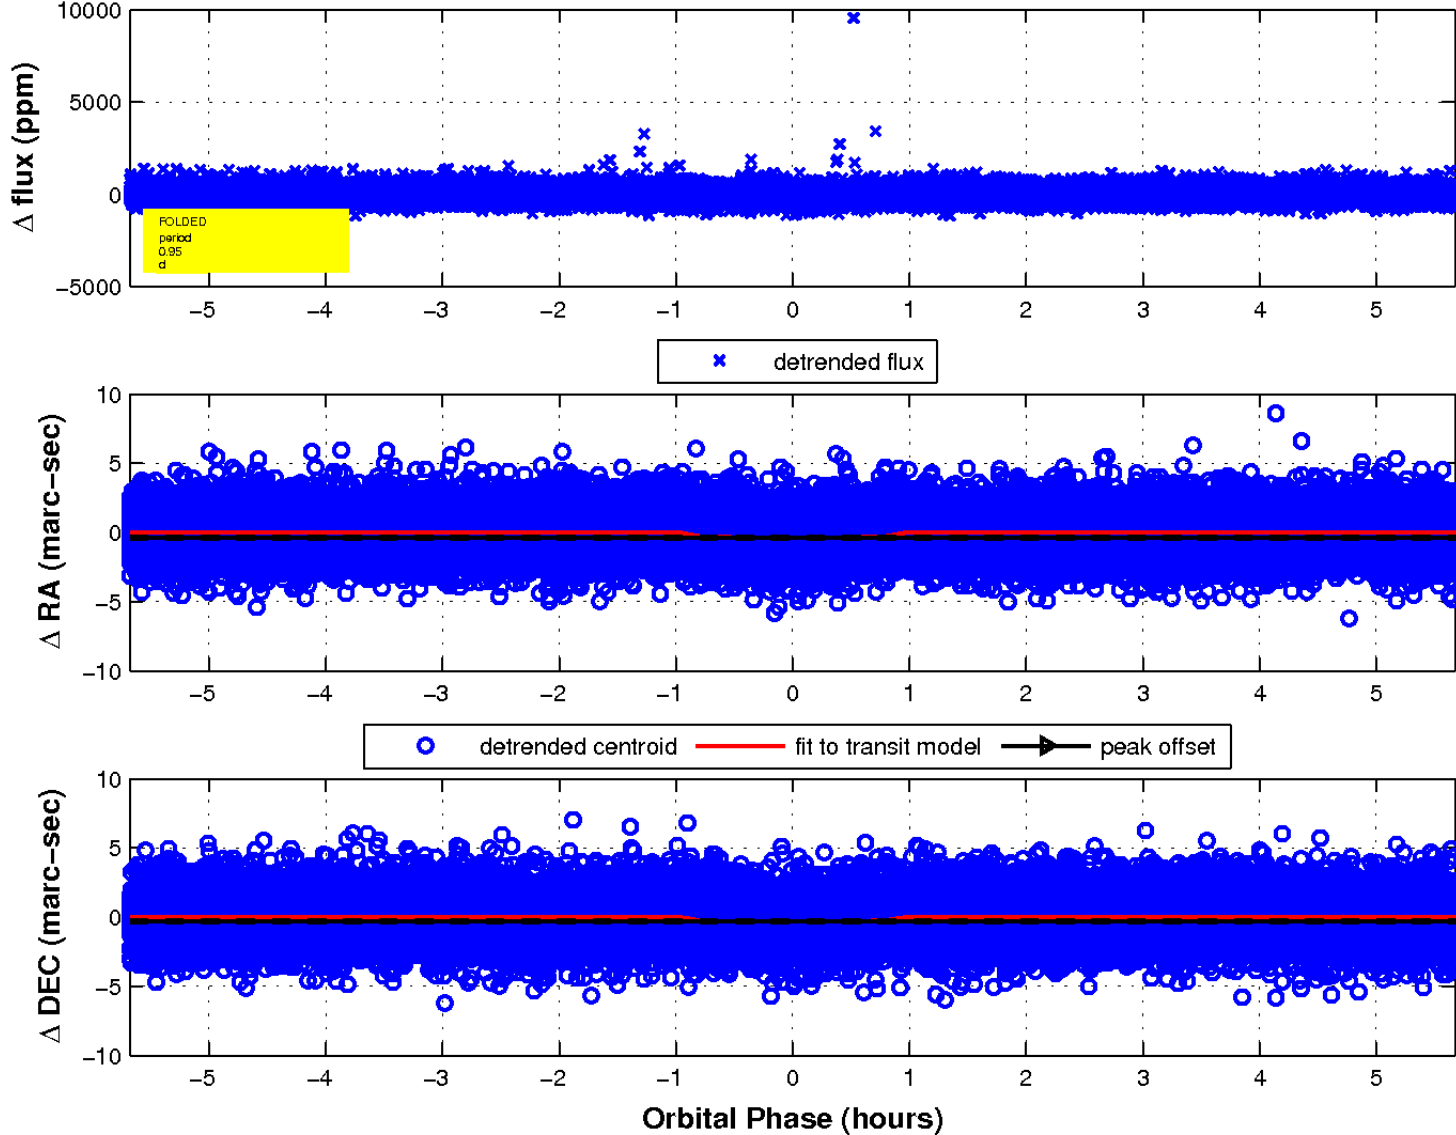 10000
5000
0
−5000
Δ flux (ppm)
FOLDED
period
0.95
d
−5 −4 −3 −2 −1 0 1 2 3 4 5
detrended flux
10
5
0
−5
−10
Δ RA (marc−sec)
−5 −4 −3 −2 −1 0 1 2 3 4 5
detrended centroid fit to transit model peak offset
10
5
0
−5
−10
Δ DEC (marc−sec)
−5 −4 −3 −2 −1 0 1 2 3 4 5
Orbital Phase (hours)